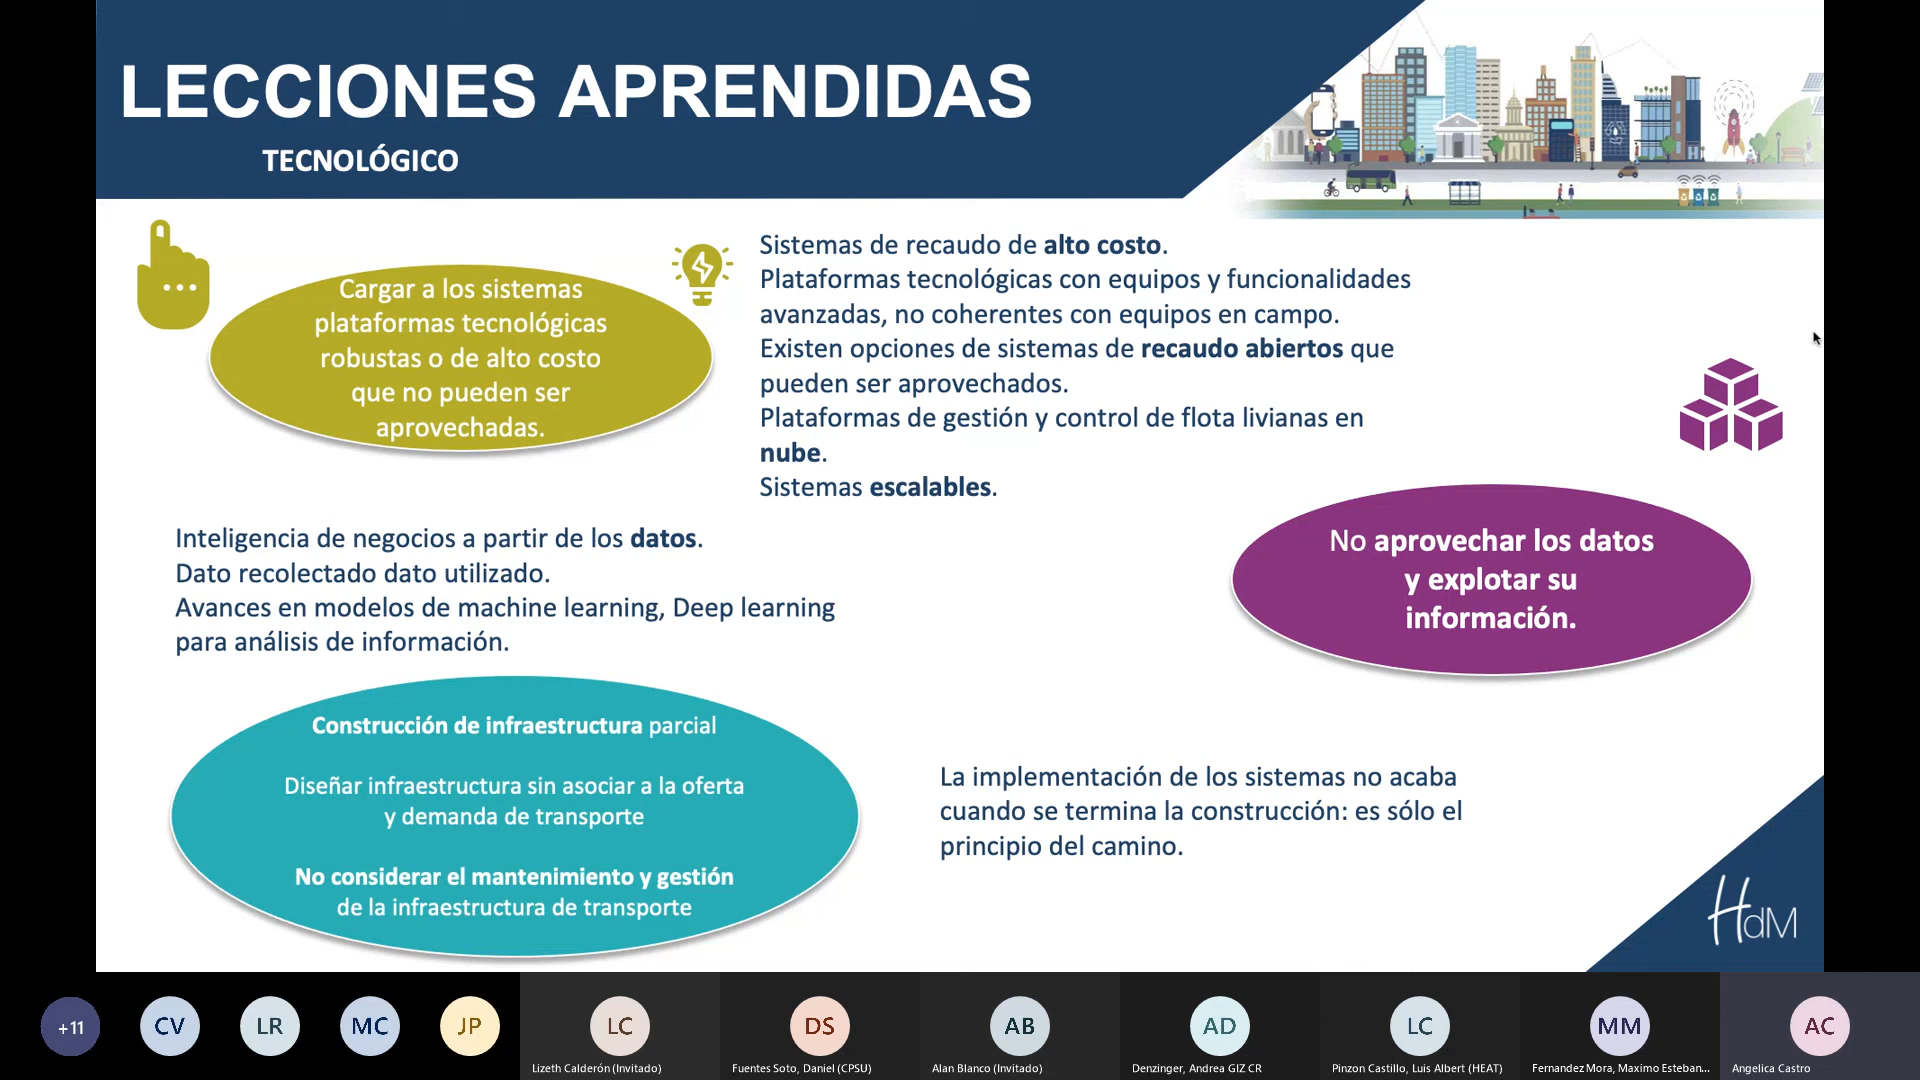 LECCIONES APRENDIDAS
TECNOLÓGICO
Cargar a los sistemas
plataformas tecnológicas
robustas o de alto costo
que no pueden ser
aprovechadas.
Sistemas de recaudo de alto costo.
Plataformas tecnológicas con equipos y funcionalidades
avanzadas, no coherentes con equipos en campo.
Existen opciones de sistemas de recaudo abiertos que
pueden ser aprovechados.
Plataformas de gestión y control de flota livianas en
nube.
Sistemas escalables.
Inteligencia de negocios a partir de los datos.
Dato recolectado dato utilizado.
Avances en modelos de machine learning, Deep learning
para análisis de información.
No aprovechar los datos
y explotar su
información.
Construcción de infraestructura parcial
Diseñar infraestructura sin asociar a la oferta
y demanda de transporte
No considerar el mantenimiento y gestión
de la infraestructura de transporte
La implementación de los sistemas no acaba
cuando se termina la construcción: es sólo el
principio del camino.
HdM
+11
CV
LR
MC
JP
LC
DS
AB
AD
LC
MM
AC
Lizeth Calderón (Invitado)
Fuentes Soto, Daniel (CPSU)
Alan Blanco (Invitado)
Denzinger, Andrea GIZ CR
Pinzon Castillo, Luis Albert (HEAT)
Fernandez Mora, Maximo Esteban...
Angelica Castro